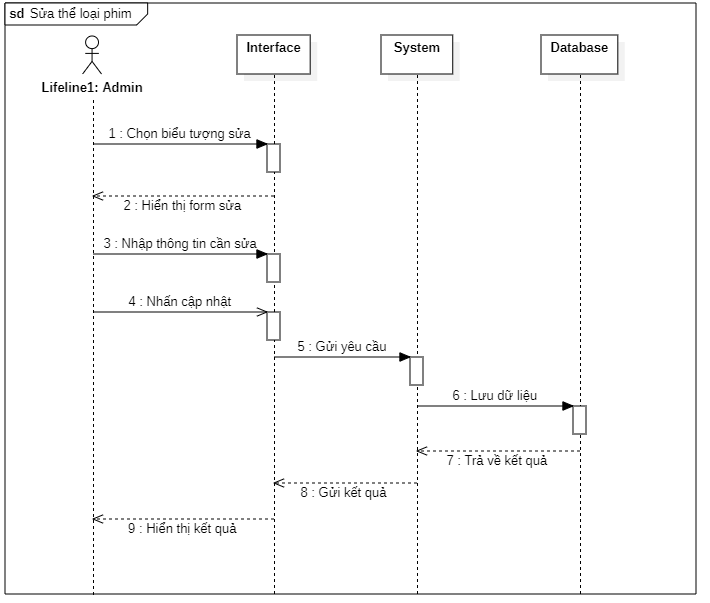 sd Sửa thể loại phim
Interface
System
Database
Lifeline1: Admin
1 : Chọn biểu tượng sửa
2 : Hiển thị form sửa
3 : Nhập thông tin cần sửa
4 : Nhấn cập nhật
5 : Gửi yêu cầu
6 : Lưu dữ liệu
7 : Trả về kết quả
8 : Gửi kết quả
9 : Hiển thị kết quả